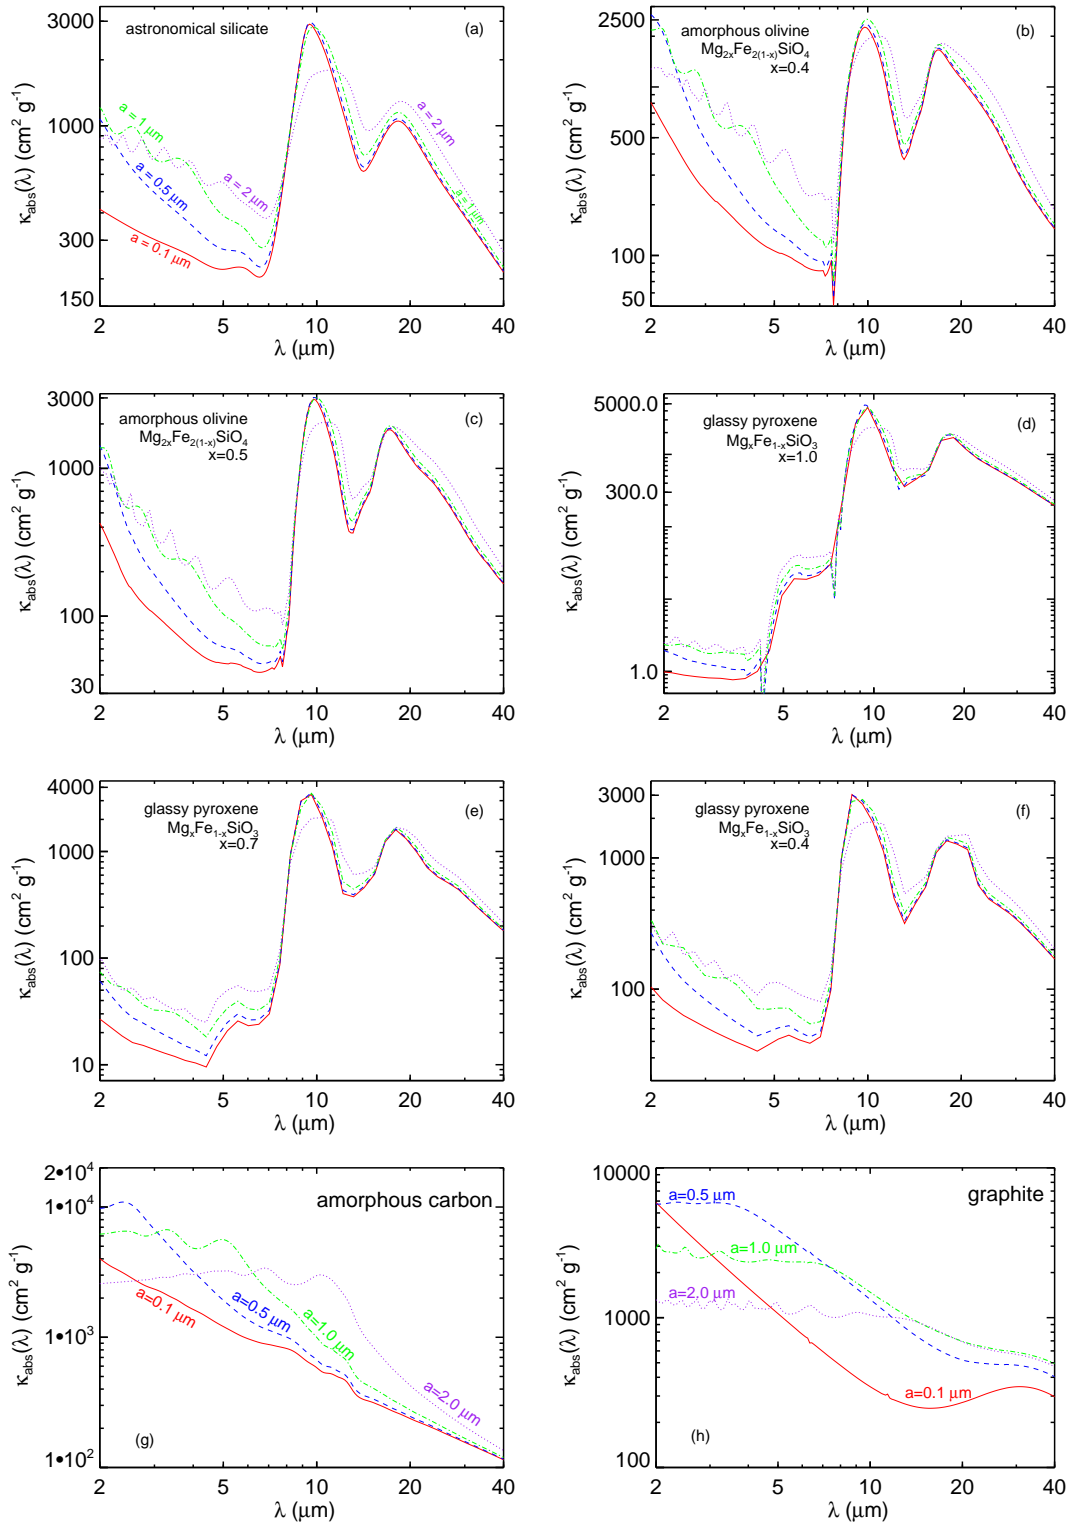 astronomical silicate
(a)
3000
1000
300
150
κabs(λ) (cm² g⁻¹)
a = 1 μm
a = 0.5 μm
a = 0.1 μm
a = 2 μm
a = 2 μm
a = 1 μm
2 5 10 20 40
λ (μm)
amorphous olivine
Mg2xFe2(1-x)SiO4
x=0.4
(b)
2500
500
100
50
κabs(λ) (cm² g⁻¹)
2 5 10 20 40
λ (μm)
amorphous olivine
Mg2xFe2(1-x)SiO4
x=0.5
(c)
3000
1000
100
30
κabs(λ) (cm² g⁻¹)
2 5 10 20 40
λ (μm)
glassy pyroxene
MgxFe1-xSiO3
x=1.0
(d)
5000.0
300.0
1.0
κabs(λ) (cm² g⁻¹)
2 5 10 20 40
λ (μm)
glassy pyroxene
MgxFe1-xSiO3
x=0.7
(e)
4000
1000
100
10
κabs(λ) (cm² g⁻¹)
2 5 10 20 40
λ (μm)
glassy pyroxene
MgxFe1-xSiO3
x=0.4
(f)
3000
1000
100
κabs(λ) (cm² g⁻¹)
2 5 10 20 40
λ (μm)
amorphous carbon
2•10⁴
1•10⁴
1•10³
1•10²
κabs(λ) (cm² g⁻¹)
a=0.1 μm
a=0.5 μm
a=1.0 μm
a=2.0 μm
(g)
2 5 10 20 40
λ (μm)
graphite
10000
1000
100
κabs(λ) (cm² g⁻¹)
a=0.5 μm
a=1.0 μm
a=2.0 μm
a=0.1 μm
(h)
2 5 10 20 40
λ (μm)